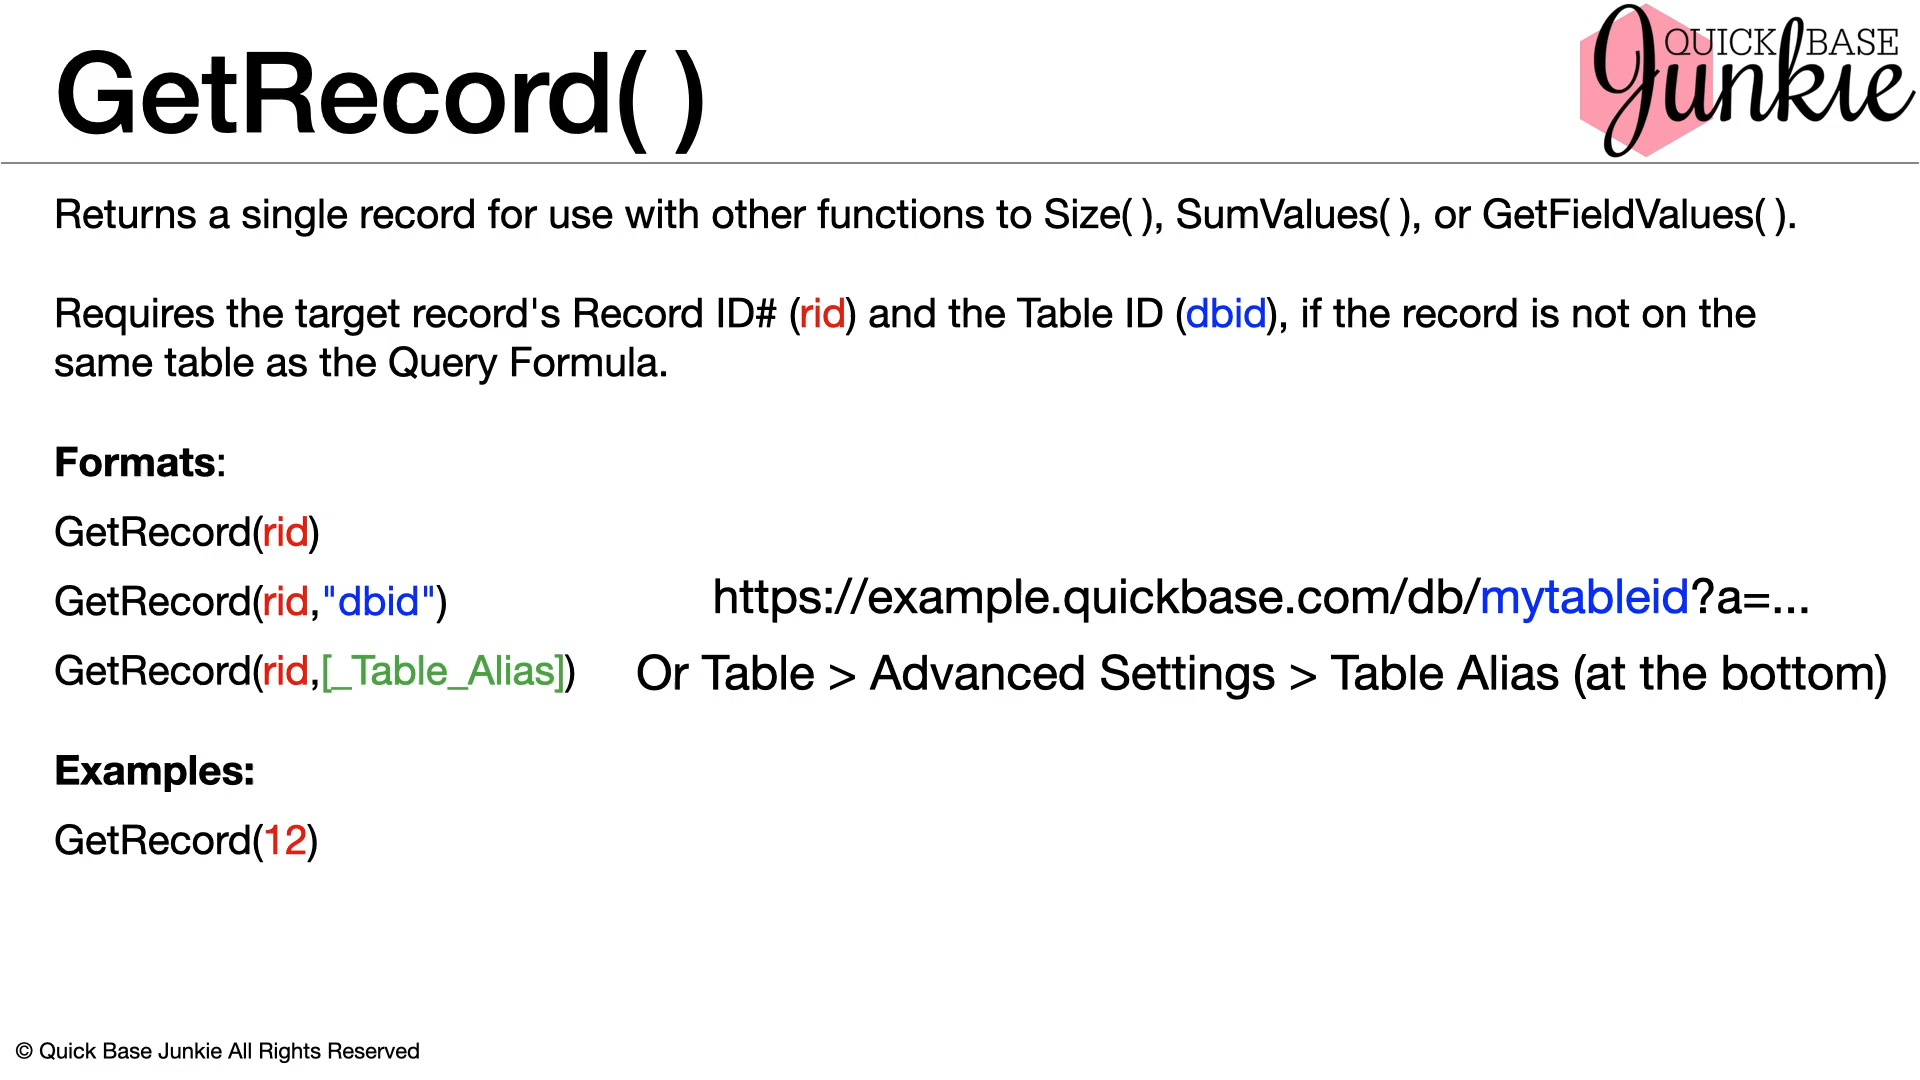 GetRecord( )
QUICK BASE
Junkie
Returns a single record for use with other functions to Size( ), SumValues( ), or GetFieldValues( ).
Requires the target record's Record ID# (rid) and the Table ID (dbid), if the record is not on the
same table as the Query Formula.
Formats:
GetRecord(rid)
GetRecord(rid,"dbid")
https://example.quickbase.com/db/mytableid?a=...
GetRecord(rid,[_Table_Alias])
Or Table > Advanced Settings > Table Alias (at the bottom)
Examples:
GetRecord(12)
© Quick Base Junkie All Rights Reserved